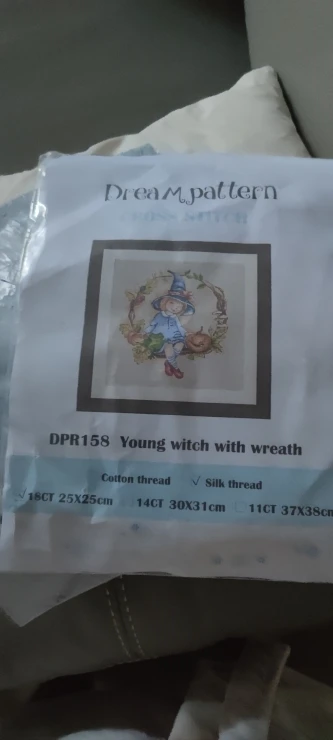 Dream pattern
CROSS STITCH
DPR158 Young witch with wreath
Cotton thread ✓ Silk thread
✓ 18CT 25X25cm 14CT 30X31cm 11CT 37X38cm